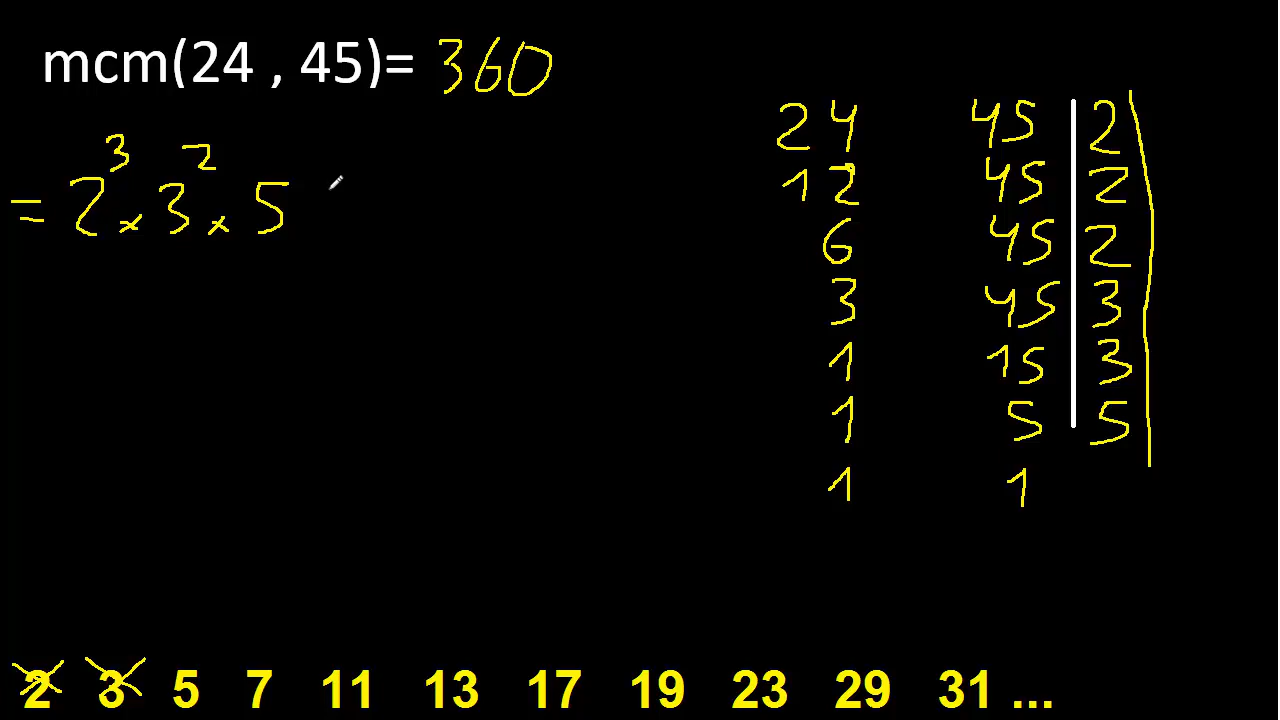 mcm(24 , 45)= 360
= 2³ × 3² × 5
24 45 2
12 45 2
6 45 2
3 45 3
1 15 3
1 5 5
1 1
2 3 5 7 11 13 17 19 23 29 31 ...